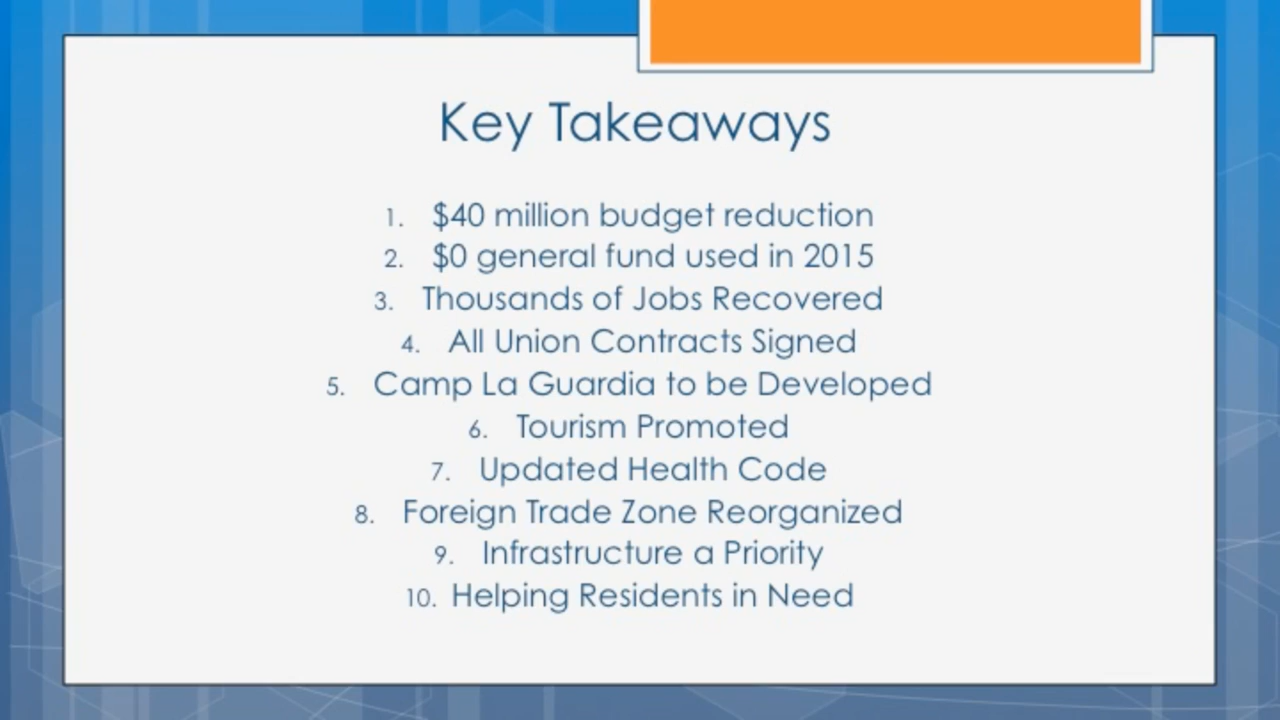 Key Takeaways
1. $40 million budget reduction
2. $0 general fund used in 2015
3. Thousands of Jobs Recovered
4. All Union Contracts Signed
5. Camp La Guardia to be Developed
6. Tourism Promoted
7. Updated Health Code
8. Foreign Trade Zone Reorganized
9. Infrastructure a Priority
10. Helping Residents in Need